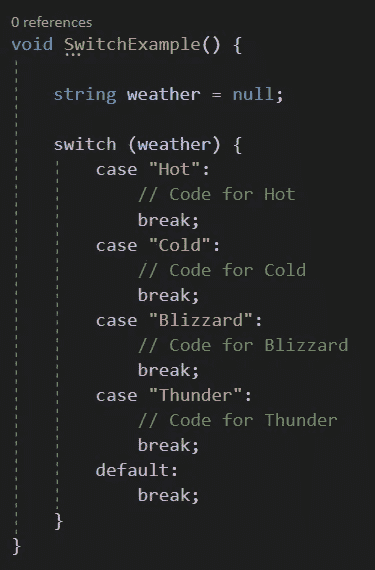 0 references
void SwitchExample() {
string weather = null;
switch (weather) {
case "Hot":
// Code for Hot
break;
case "Cold":
// Code for Cold
break;
case "Blizzard":
// Code for Blizzard
break;
case "Thunder":
// Code for Thunder
break;
default:
break;
}
}